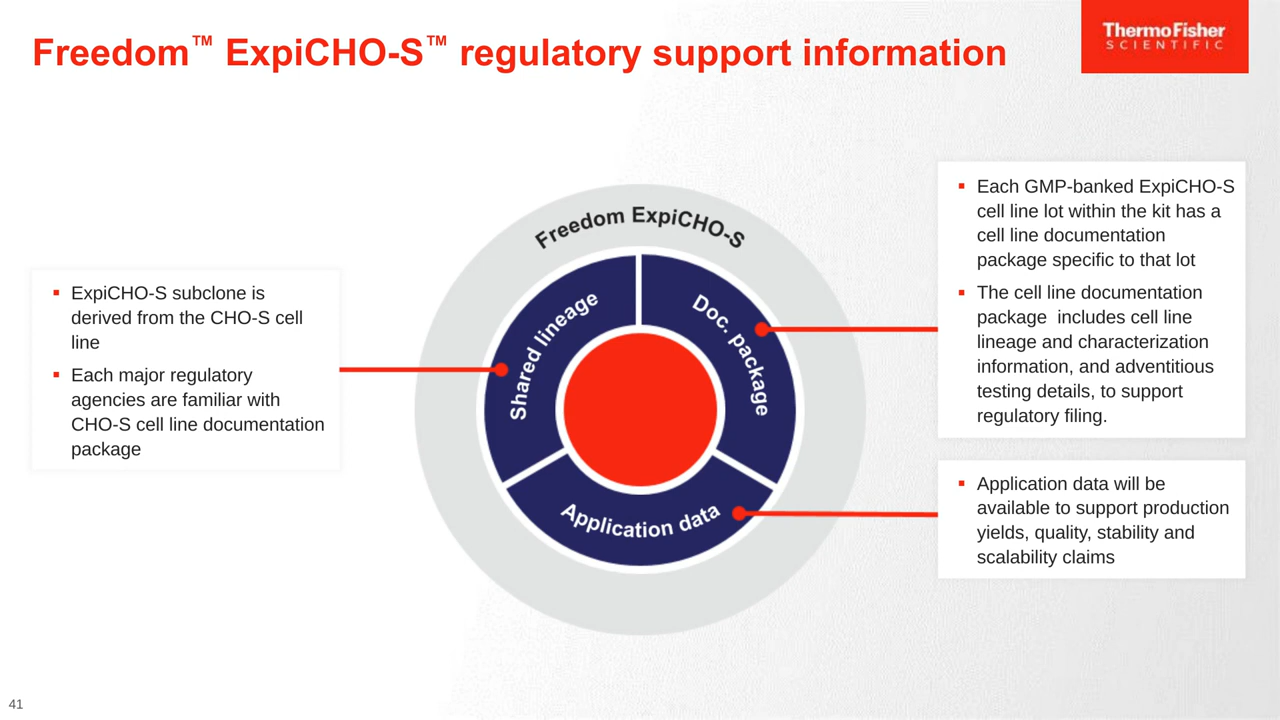 Freedom™ ExpiCHO-S™ regulatory support information
ThermoFisher
SCIENTIFIC
Freedom ExpiCHO-S
Shared lineage
Doc. package
Application data
▪ ExpiCHO-S subclone is
derived from the CHO-S cell
line
▪ Each major regulatory
agencies are familiar with
CHO-S cell line documentation
package
▪ Each GMP-banked ExpiCHO-S
cell line lot within the kit has a
cell line documentation
package specific to that lot
▪ The cell line documentation
package  includes cell line
lineage and characterization
information, and adventitious
testing details, to support
regulatory filing.
▪ Application data will be
available to support production
yields, quality, stability and
scalability claims
41